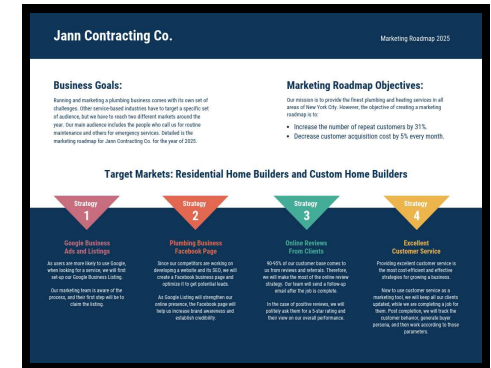 Jann Contracting Co.
Marketing Roadmap 2025
Business Goals:
Running and marketing a plumbing business comes with its own set of
challenges. Other service-based industries have to target a specific set
of audience, but we have to reach two different markets around the
year. Our main audience includes the people who call us for routine
maintenance and others for emergency services. Detailed is the
marketing roadmap for Jann Contracting Co. for the year of 2025.
Marketing Roadmap Objectives:
Our mission is to provide the finest plumbing and heating services in all
areas of New York City. However, the objective of creating a marketing
roadmap is to:
• Increase the number of repeat customers by 31%.
• Decrease customer acquisition cost by 5% every month.
Target Markets: Residential Home Builders and Custom Home Builders
Strategy
1
Google Business
Ads and Listings
As users are more likely to use Google,
when looking for a service, we will first
set-up our Google Business Listing.
Our marketing team is aware of the
process, and their first step will be to
claim the listing.
Strategy
2
Plumbing Business
Facebook Page
Since our competitors are working on
developing a website and its SEO, we will
create a Facebook business page and
optimize it to get potential leads.
As Google Listing will strengthen our
online presence, the Facebook page will
help us increase brand awareness and
establish credibility.
Strategy
3
Online Reviews
From Clients
90-95% of our customer base comes to
us from reviews and referrals. Therefore,
we will make the most of the online review
strategy. Our team will send a follow-up
email after the job is complete.
In the case of positive reviews, we will
politely ask them for a 5-star rating and
then view on our overall performance.
Strategy
4
Excellent
Customer Service
Providing excellent customer service is
the most cost-efficient and effective
strategies for growing a business.
Now to use customer service as a
marketing tool, we will keep all our clients
updated, while we are completing a job for
them. Post completion, we will track the
customer behavior, generate buyer
persona, and then work according to those
parameters.